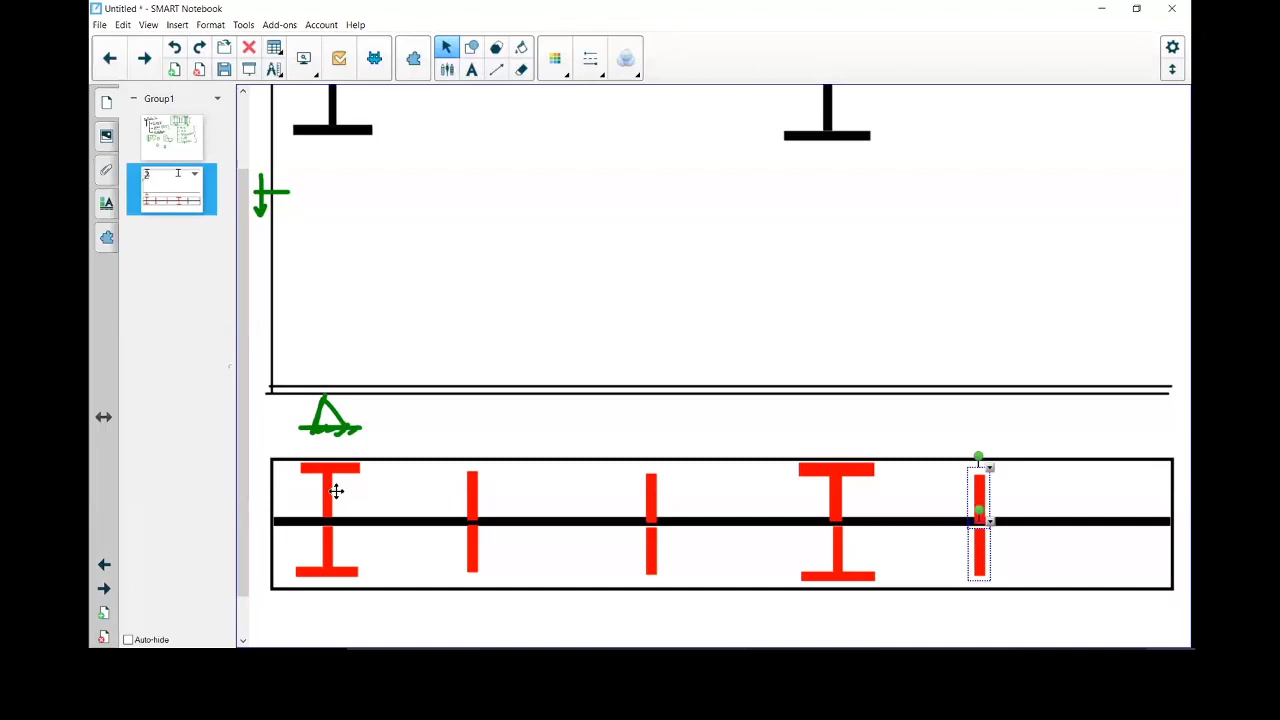 Untitled * - SMART Notebook
File Edit View Insert Format Tools Add-ons Account Help
Group1
Auto-hide